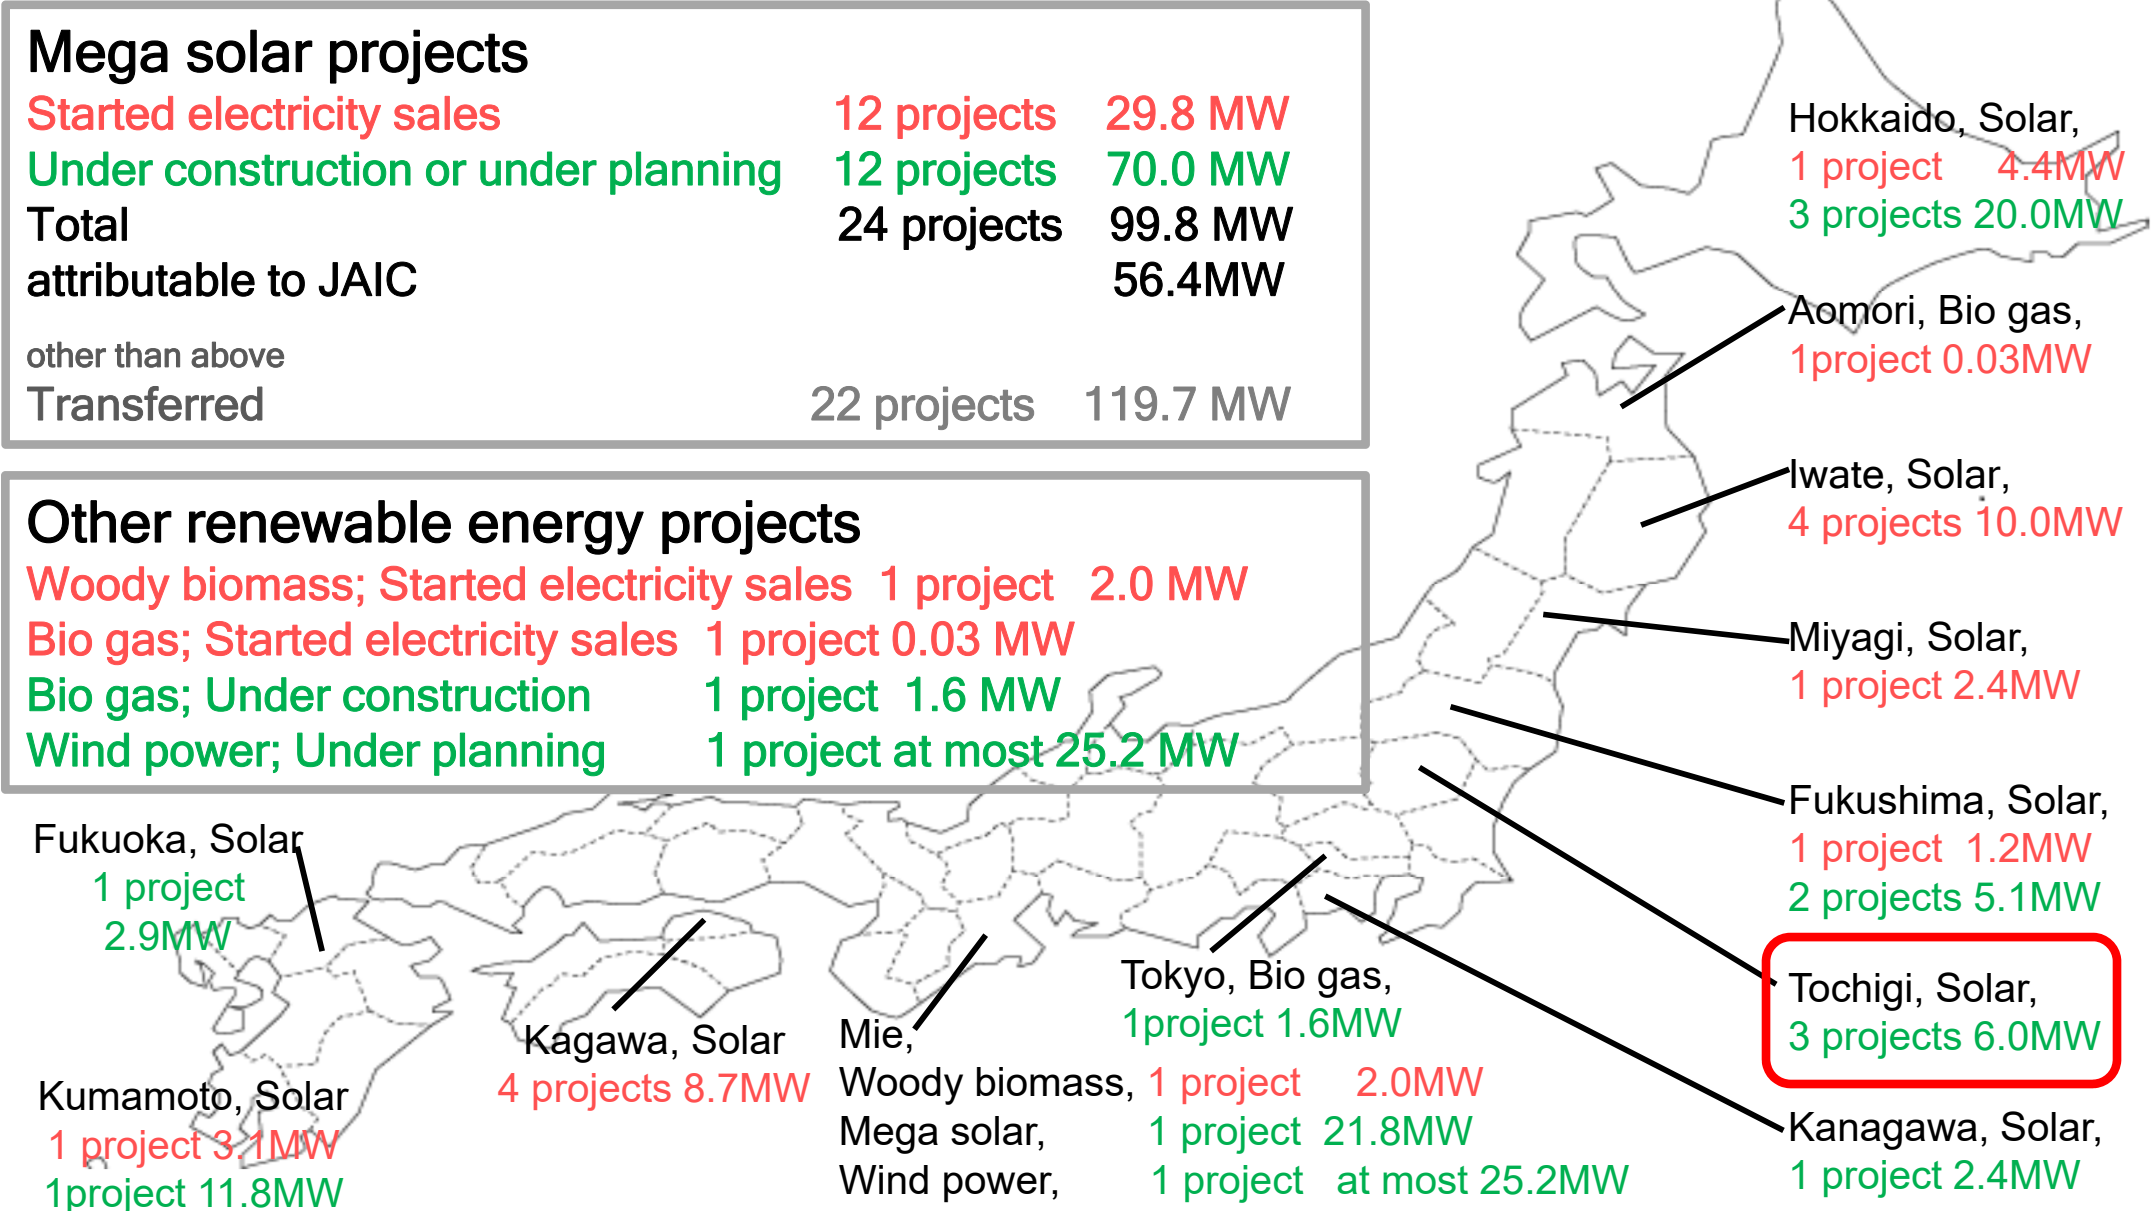 Mega solar projects
Started electricity sales 12 projects 29.8 MW
Under construction or under planning 12 projects 70.0 MW
Total 24 projects 99.8 MW
attributable to JAIC 56.4MW
other than above
Transferred 22 projects 119.7 MW
Other renewable energy projects
Woody biomass; Started electricity sales 1 project 2.0 MW
Bio gas; Started electricity sales 1 project 0.03 MW
Bio gas; Under construction 1 project 1.6 MW
Wind power; Under planning 1 project at most 25.2 MW
Hokkaido, Solar,
1 project 4.4MW
3 projects 20.0MW
Aomori, Bio gas,
1project 0.03MW
Iwate, Solar,
4 projects 10.0MW
Miyagi, Solar,
1 project 2.4MW
Fukushima, Solar,
1 project 1.2MW
2 projects 5.1MW
Tochigi, Solar,
3 projects 6.0MW
Kanagawa, Solar,
1 project 2.4MW
Tokyo, Bio gas,
1project 1.6MW
Mie,
Woody biomass, 1 project 2.0MW
Mega solar, 1 project 21.8MW
Wind power, 1 project at most 25.2MW
Kagawa, Solar
4 projects 8.7MW
Fukuoka, Solar
1 project
2.9MW
Kumamoto, Solar
1 project 3.1MW
1project 11.8MW